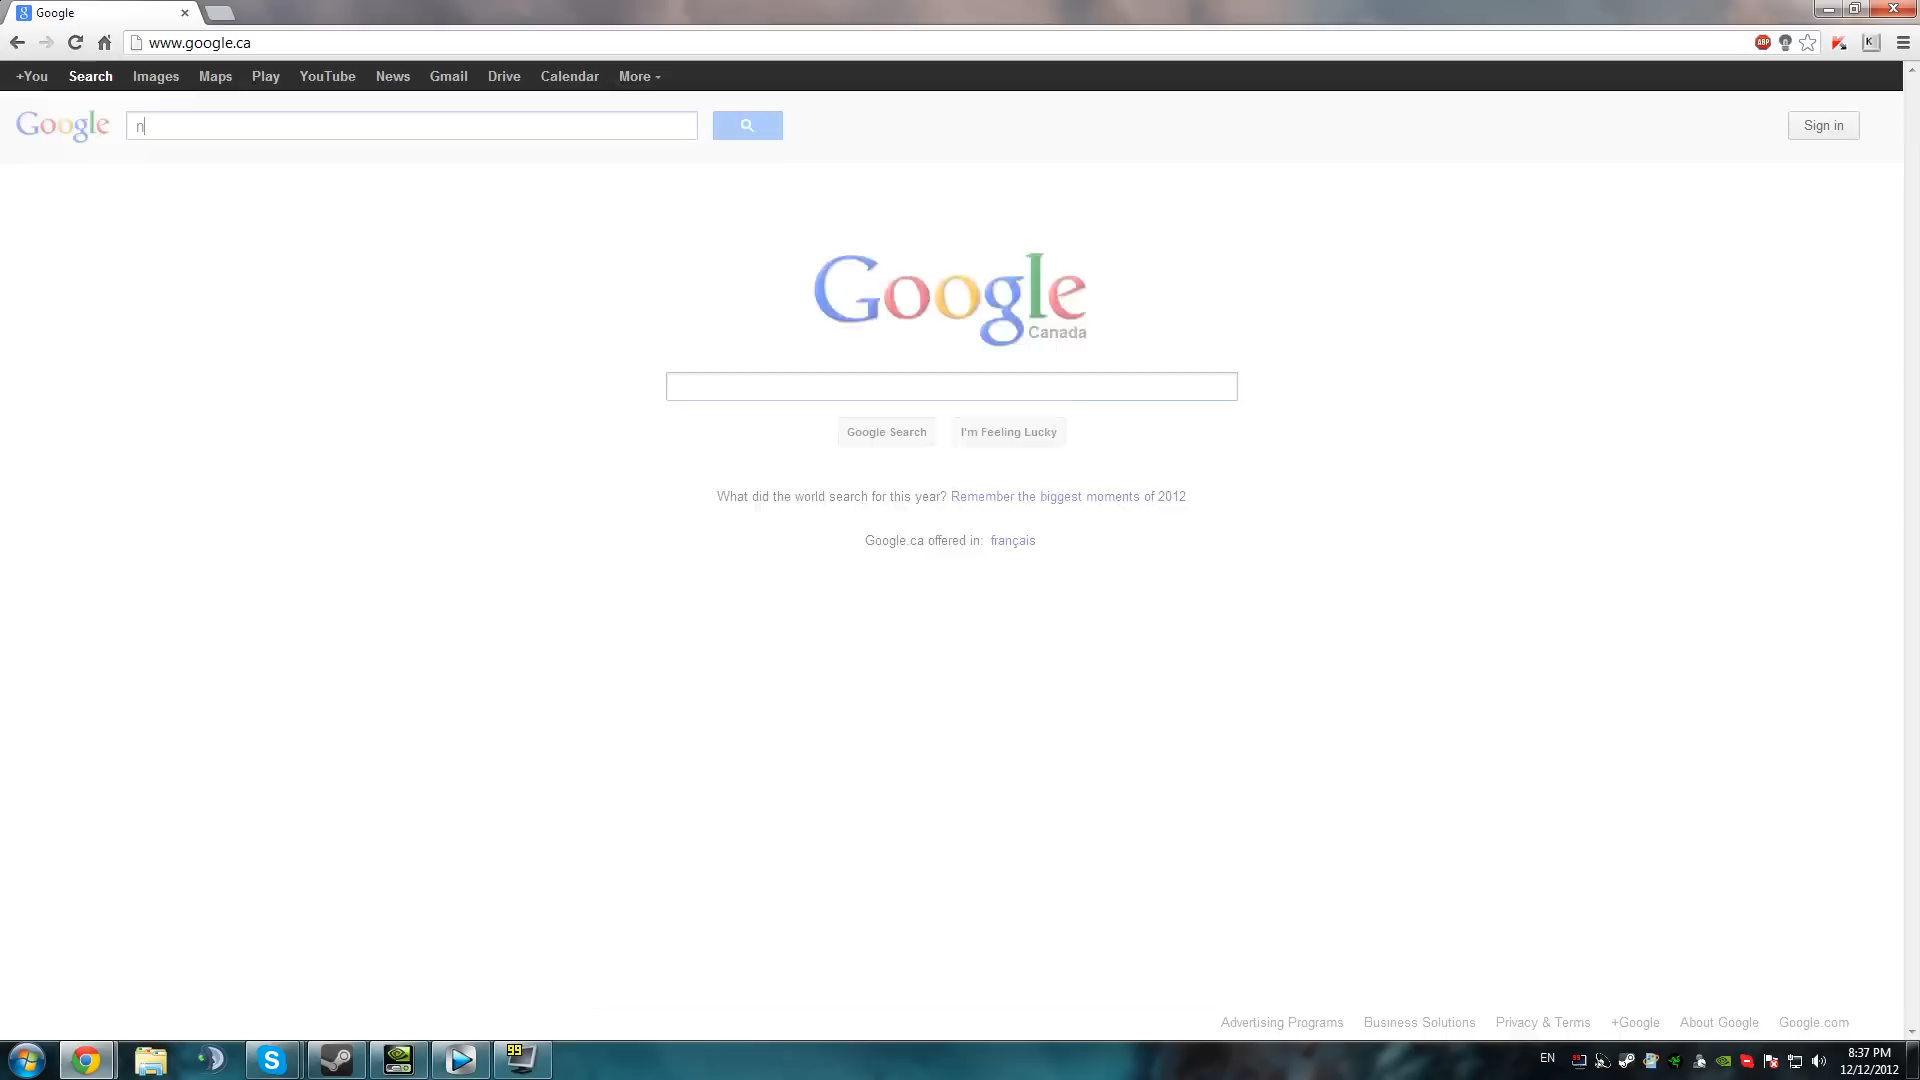 Google
www.google.ca
ABP
K
+You Search Images Maps Play YouTube News Gmail Drive Calendar More
Google n
Sign in
Google
Canada
Google Search I'm Feeling Lucky
What did the world search for this year? Remember the biggest moments of 2012
Google.ca offered in: français
Advertising Programs Business Solutions Privacy & Terms +Google About Google Google.com
99
EN
8:37 PM
12/12/2012